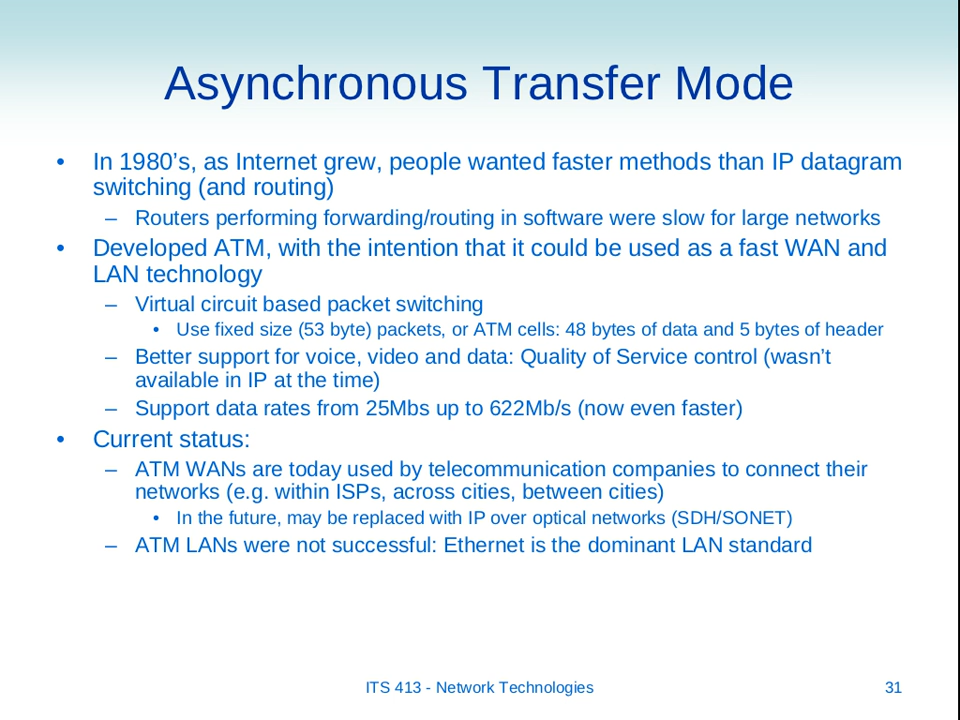 Asynchronous Transfer Mode
• In 1980’s, as Internet grew, people wanted faster methods than IP datagram
switching (and routing)
– Routers performing forwarding/routing in software were slow for large networks
• Developed ATM, with the intention that it could be used as a fast WAN and
LAN technology
– Virtual circuit based packet switching
• Use fixed size (53 byte) packets, or ATM cells: 48 bytes of data and 5 bytes of header
– Better support for voice, video and data: Quality of Service control (wasn’t
available in IP at the time)
– Support data rates from 25Mbs up to 622Mb/s (now even faster)
• Current status:
– ATM WANs are today used by telecommunication companies to connect their
networks (e.g. within ISPs, across cities, between cities)
• In the future, may be replaced with IP over optical networks (SDH/SONET)
– ATM LANs were not successful: Ethernet is the dominant LAN standard
ITS 413 - Network Technologies
31